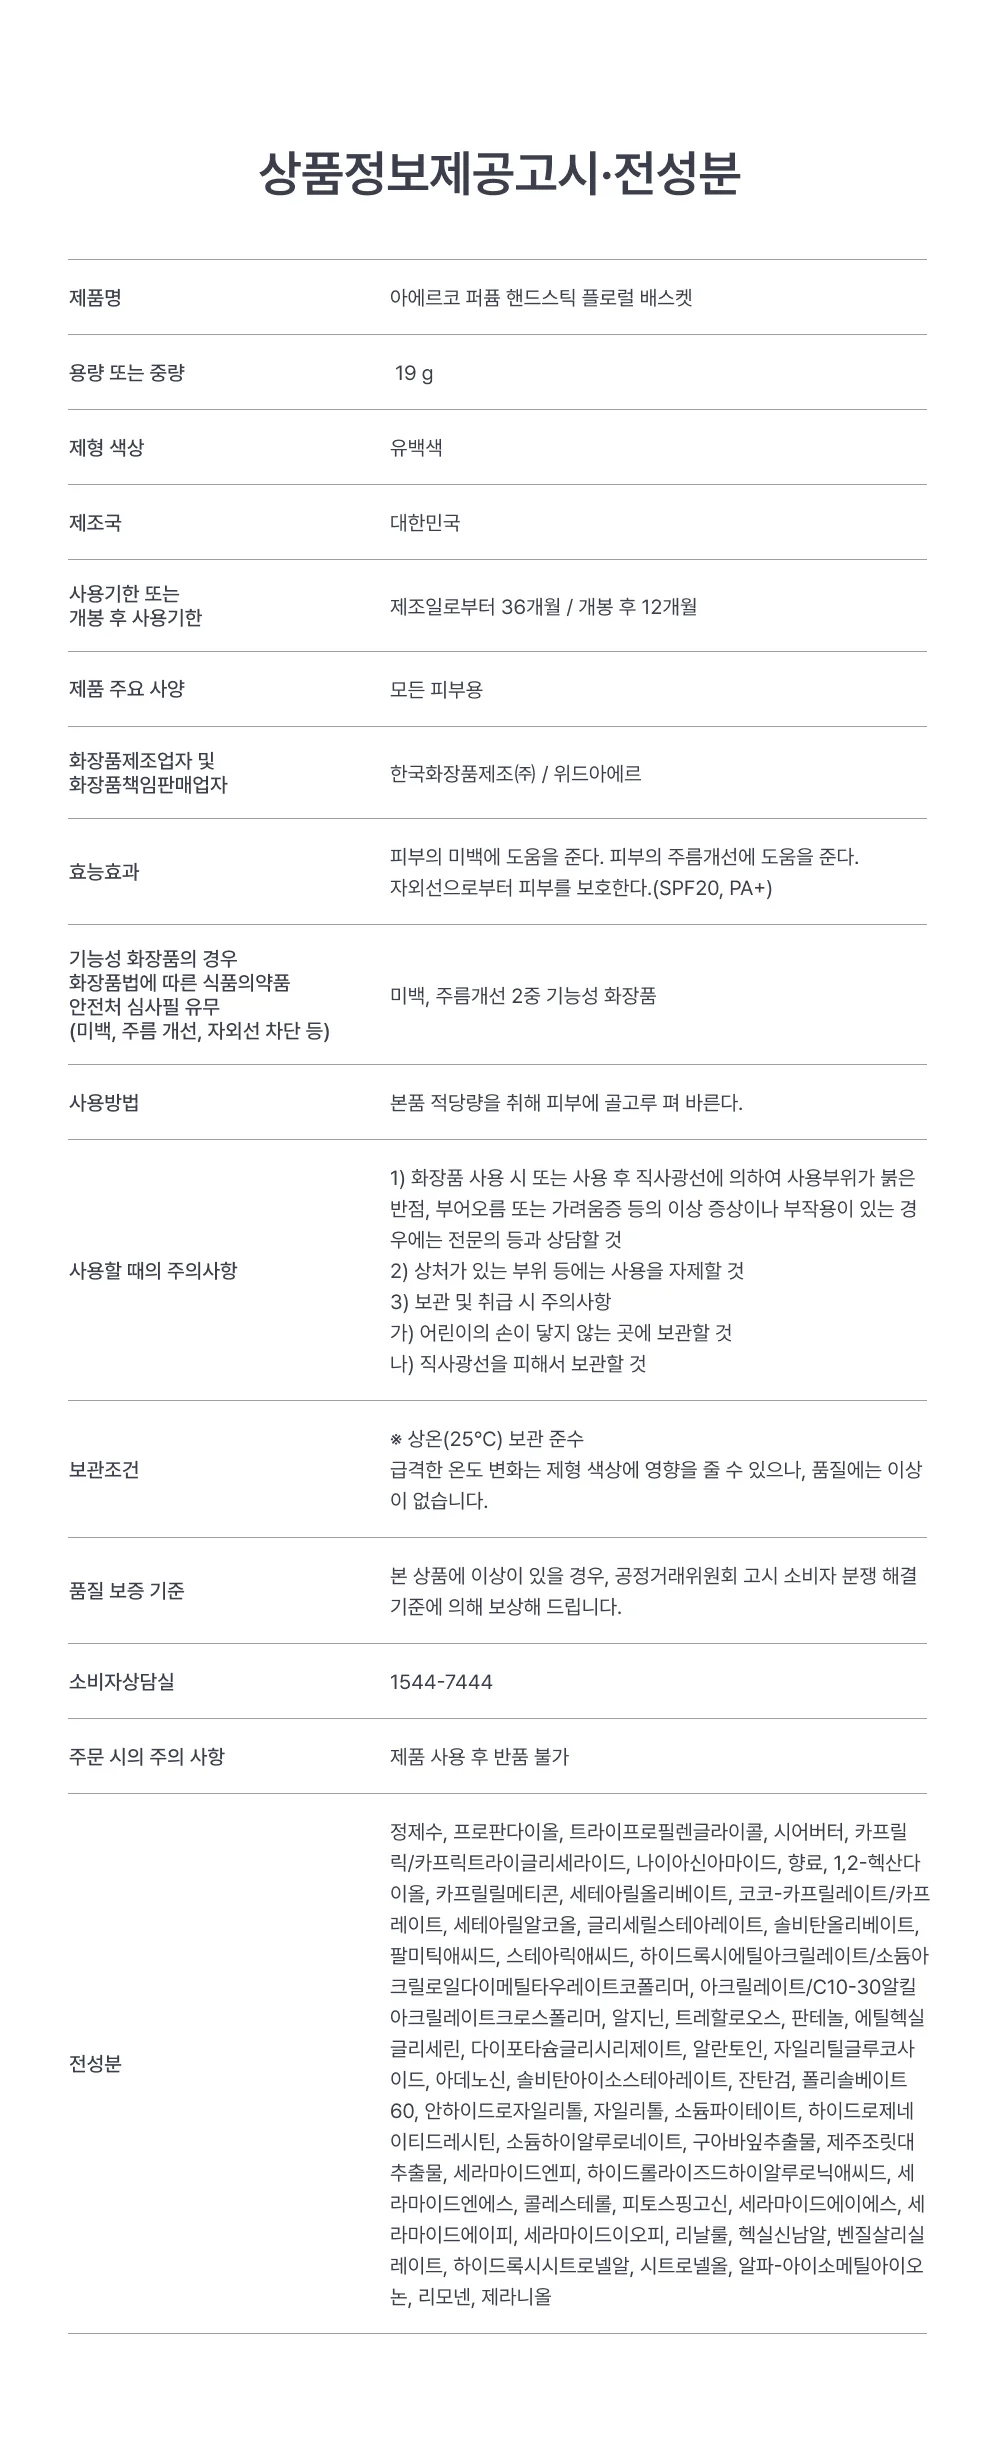 상품정보제공고시·전성분
제품명
아에르코 퍼퓸 핸드스틱 플로럴 배스켓
용량 또는 중량
19 g
제형 색상
유백색
제조국
대한민국
사용기한 또는
개봉 후 사용기한
제조일로부터 36개월 / 개봉 후 12개월
제품 주요 사양
모든 피부용
화장품제조업자 및
화장품책임판매업자
한국화장품제조㈜ / 위드아에르
효능효과
피부의 미백에 도움을 준다. 피부의 주름개선에 도움을 준다.
자외선으로부터 피부를 보호한다.(SPF20, PA+)
기능성 화장품의 경우
화장품법에 따른 식품의약품
안전처 심사필 유무
(미백, 주름 개선, 자외선 차단 등)
미백, 주름개선 2중 기능성 화장품
사용방법
본품 적당량을 취해 피부에 골고루 펴 바른다.
사용할 때의 주의사항
1) 화장품 사용 시 또는 사용 후 직사광선에 의하여 사용부위가 붉은
반점, 부어오름 또는 가려움증 등의 이상 증상이나 부작용이 있는 경
우에는 전문의 등과 상담할 것
2) 상처가 있는 부위 등에는 사용을 자제할 것
3) 보관 및 취급 시 주의사항
가) 어린이의 손이 닿지 않는 곳에 보관할 것
나) 직사광선을 피해서 보관할 것
보관조건
※ 상온(25℃) 보관 준수
급격한 온도 변화는 제형 색상에 영향을 줄 수 있으나, 품질에는 이상
이 없습니다.
품질 보증 기준
본 상품에 이상이 있을 경우, 공정거래위원회 고시 소비자 분쟁 해결
기준에 의해 보상해 드립니다.
소비자상담실
1544-7444
주문 시의 주의 사항
제품 사용 후 반품 불가
전성분
정제수, 프로판다이올, 트라이프로필렌글라이콜, 시어버터, 카프릴
릭/카프릭트라이글리세라이드, 나이아신아마이드, 향료, 1,2-헥산다
이올, 카프릴릴메티콘, 세테아릴올리베이트, 코코-카프릴레이트/카프
레이트, 세테아릴알코올, 글리세릴스테아레이트, 솔비탄올리베이트,
팔미틱애씨드, 스테아릭애씨드, 하이드록시에틸아크릴레이트/소듐아
크릴로일다이메틸타우레이트코폴리머, 아크릴레이트/C10-30알킬
아크릴레이트크로스폴리머, 알지닌, 트레할로오스, 판테놀, 에틸헥실
글리세린, 다이포타슘글리시리제이트, 알란토인, 자일리틸글루코사
이드, 아데노신, 솔비탄아이소스테아레이트, 잔탄검, 폴리솔베이트
60, 안하이드로자일리톨, 자일리톨, 소듐파이테이트, 하이드로제네
이티드레시틴, 소듐하이알루로네이트, 구아바잎추출물, 제주조릿대
추출물, 세라마이드엔피, 하이드롤라이즈드하이알루로닉애씨드, 세
라마이드엔에스, 콜레스테롤, 피토스핑고신, 세라마이드에이에스, 세
라마이드에이피, 세라마이드이오피, 리날룰, 헥실신남알, 벤질살리실
레이트, 하이드록시시트로넬알, 시트로넬올, 알파-아이소메틸아이오
논, 리모넨, 제라니올